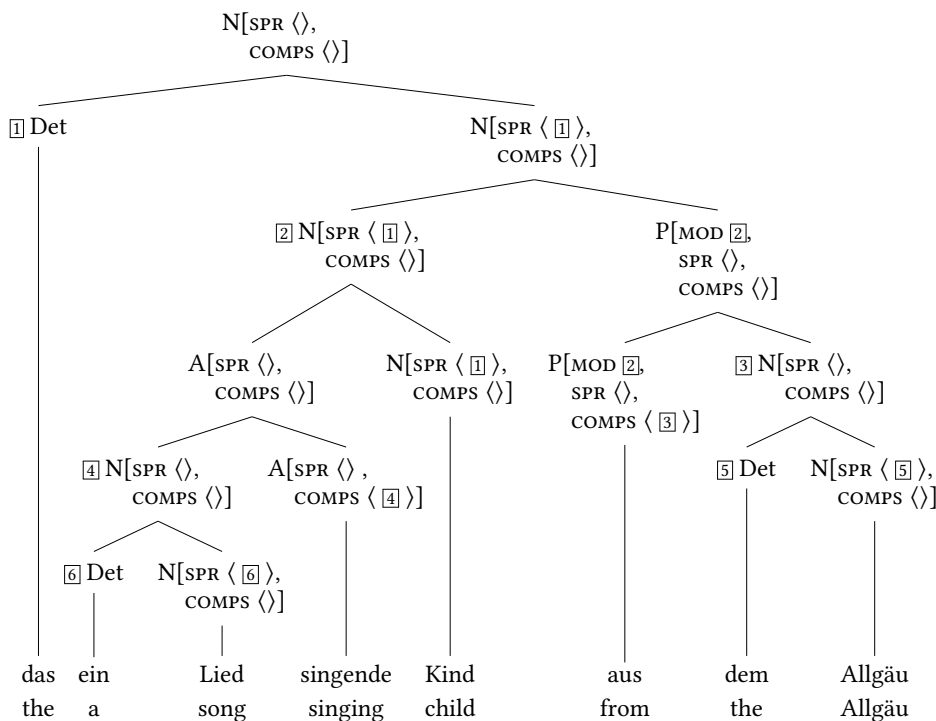 N[SPR ⟨⟩,
COMPS ⟨⟩]
1 Det N[SPR ⟨ 1 ⟩,
COMPS ⟨⟩]
2 N[SPR ⟨ 1 ⟩, P[MOD 2,
COMPS ⟨⟩] SPR ⟨⟩,
COMPS ⟨⟩]
A[SPR ⟨⟩, N[SPR ⟨ 1 ⟩, P[MOD 2, 3 N[SPR ⟨⟩,
COMPS ⟨⟩] COMPS ⟨⟩] SPR ⟨⟩, COMPS ⟨⟩]
COMPS ⟨ 3 ⟩]
4 N[SPR ⟨⟩, A[SPR ⟨⟩ , 5 Det N[SPR ⟨ 5 ⟩,
COMPS ⟨⟩] COMPS ⟨ 4 ⟩] COMPS ⟨⟩]
6 Det N[SPR ⟨ 6 ⟩,
COMPS ⟨⟩]
das ein Lied singende Kind aus dem Allgäu
the a song singing child from the Allgäu